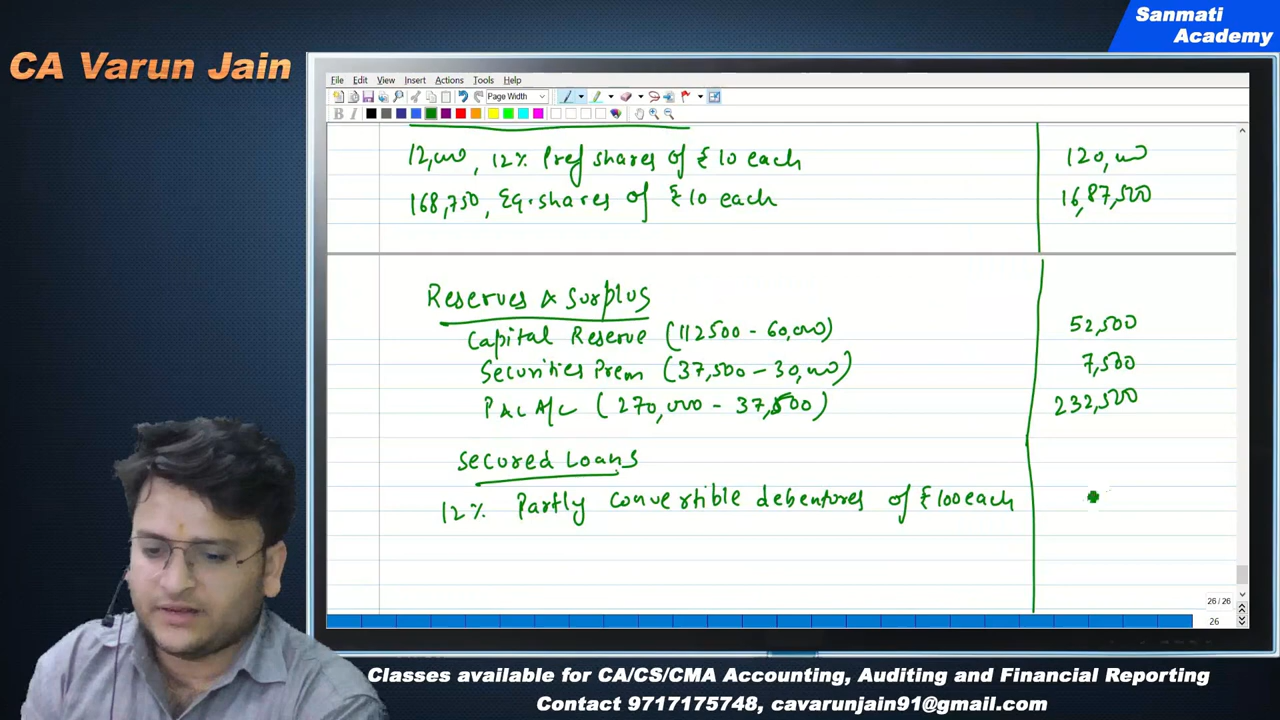 Sanmati
Academy
CA Varun Jain
File Edit View Insert Actions Tools Help
Page Width
B I
12,000, 12% Pref shares of ₹10 each 120,000
168,750, Eq. shares of ₹10 each 16,87,500
Reserves & Surplus
Capital Reserve (112500 - 60,000) 52,500
Securities Prem (37,500 - 30,000) 7,500
P&L A/c (270,000 - 37,500) 232,500
Secured Loans
12% Partly convertible debentures of ₹100 each
26 / 26
26
Classes available for CA/CS/CMA Accounting, Auditing and Financial Reporting
Contact 9717175748, cavarunjain91@gmail.com